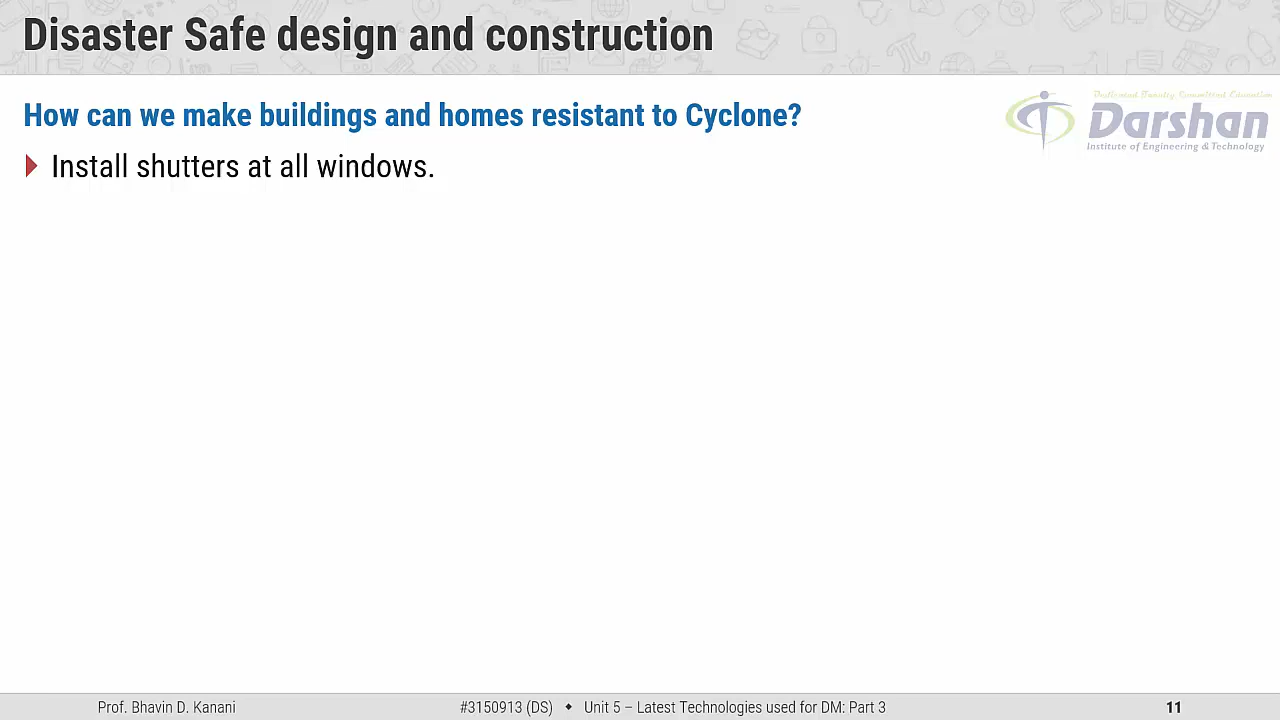 Disaster Safe design and construction
How can we make buildings and homes resistant to Cyclone?
Darshan
Institute of Engineering & Technology
Install shutters at all windows.
Prof. Bhavin D. Kanani
#3150913 (DS) ◆ Unit 5 – Latest Technologies used for DM: Part 3
11